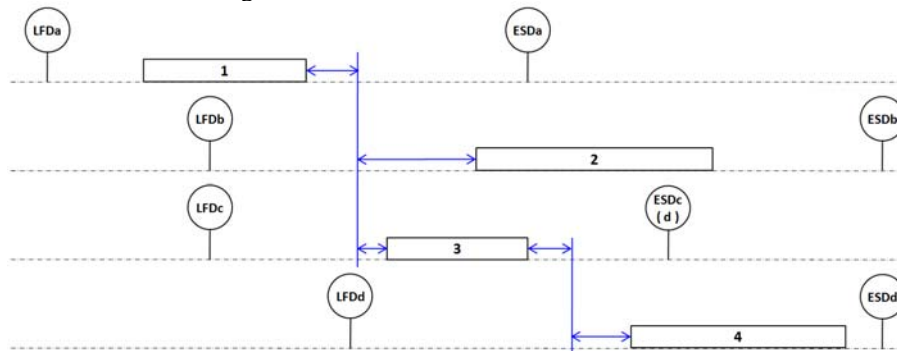 LFDa
ESDa
1
LFDb
ESDb
2
LFDc
ESDc
( d )
3
LFDd
ESDd
4